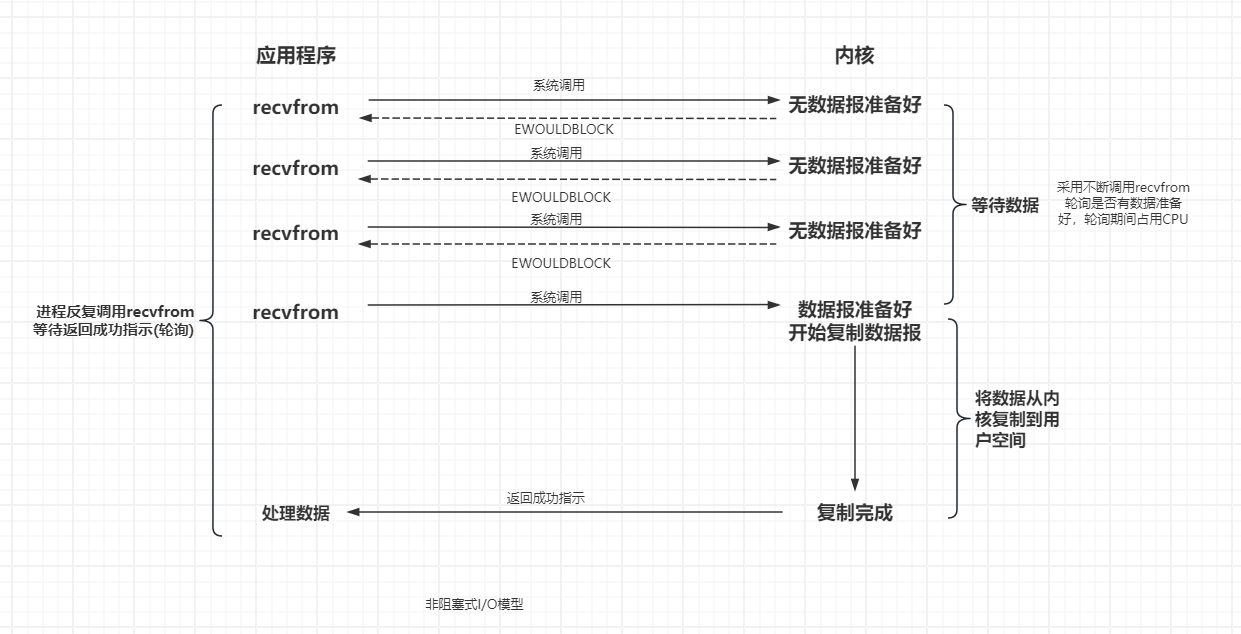 应用程序
内核
系统调用
recvfrom
无数据报准备好
EWOULDBLOCK
系统调用
recvfrom
无数据报准备好
EWOULDBLOCK
系统调用
recvfrom
无数据报准备好
EWOULDBLOCK
等待数据
采用不断调用recvfrom
轮询是否有数据准备
好，轮询期间占用CPU
进程反复调用recvfrom
等待返回成功指示(轮询)
系统调用
recvfrom
数据报准备好
开始复制数据报
将数据从内
核复制到用
户空间
返回成功指示
处理数据
复制完成
非阻塞式I/O模型